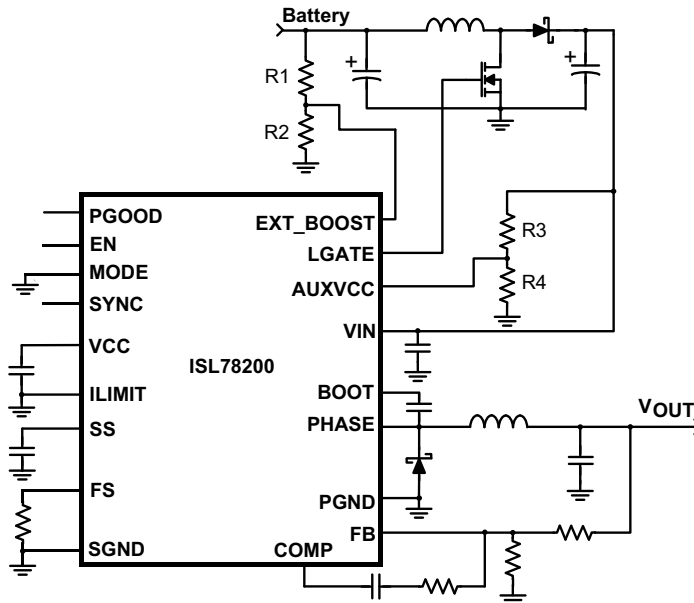 Battery
+
+
R1
R2
PGOOD
EN
MODE
SYNC
VCC
ILIMIT
SS
FS
SGND
ISL78200
EXT_BOOST
LGATE
AUXVCC
VIN
BOOT
PHASE
PGND
FB
COMP
R3
R4
VOUT